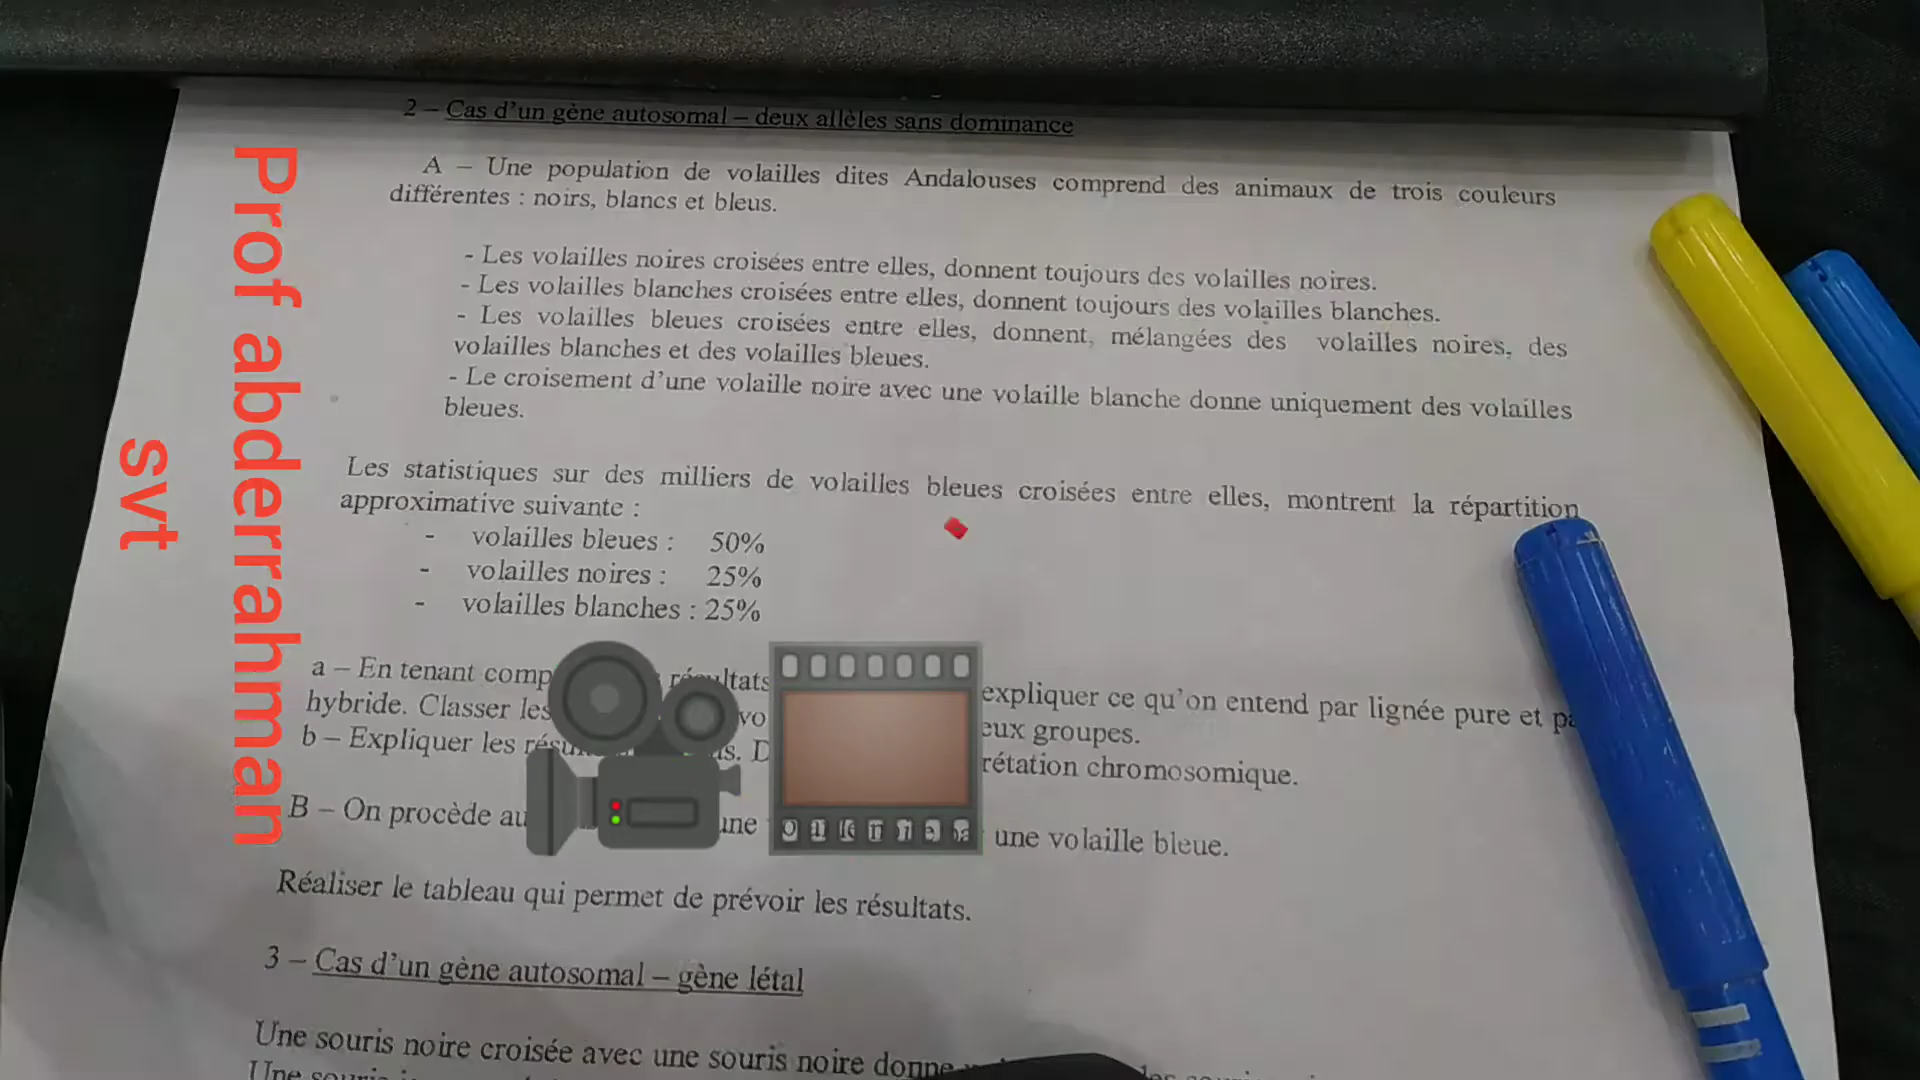 2 – Cas d'un gène autosomal – deux allèles sans dominance
A – Une population de volailles dites Andalouses comprend des animaux de trois couleurs
différentes : noirs, blancs et bleus.
- Les volailles noires croisées entre elles, donnent toujours des volailles noires.
- Les volailles blanches croisées entre elles, donnent toujours des volailles blanches.
- Les volailles bleues croisées entre elles, donnent, mélangées des volailles noires, des
volailles blanches et des volailles bleues.
- Le croisement d'une volaille noire avec une volaille blanche donne uniquement des volailles
bleues.
Les statistiques sur des milliers de volailles bleues croisées entre elles, montrent la répartition
approximative suivante :
- volailles bleues : 50%
- volailles noires : 25%
- volailles blanches : 25%
a – En tenant résultats expliquer ce qu'on entend par lignée pure et
hybride. Classer les eux groupes.
b – Expliquer les chromosomique.
B – On procède une une volaille bleue.
Réaliser le tableau qui permet de prévoir les résultats.
3 – Cas d'un gène autosomal – gène létal
Une souris noire croisée avec une souris noire donne
Une souris
Prof abderrahman
svt